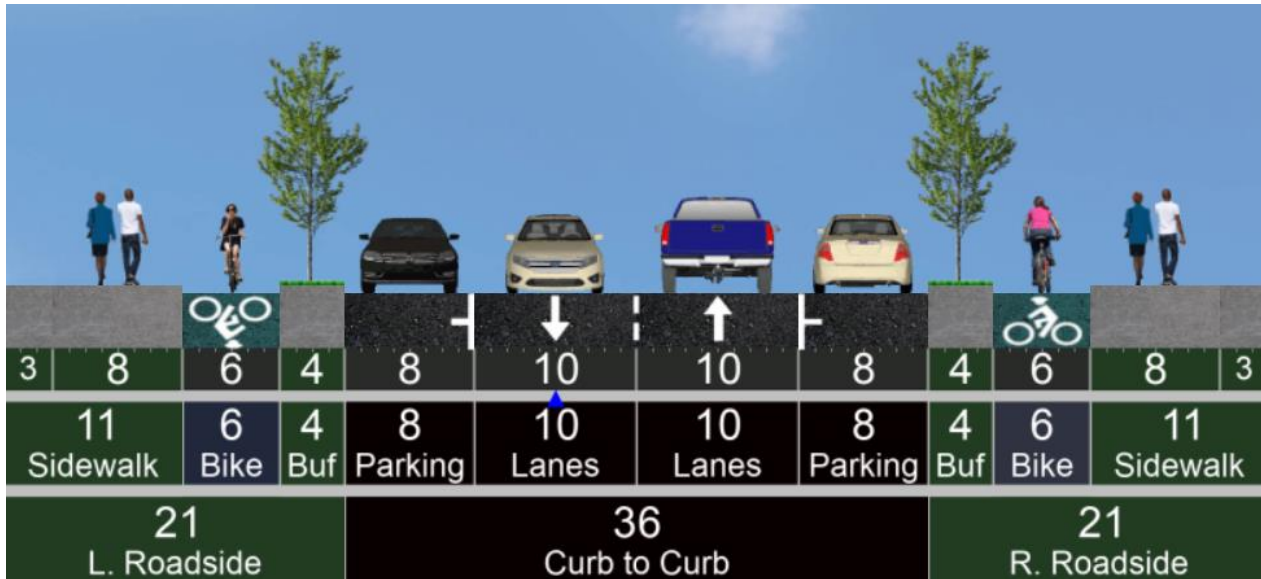 3 8 6 4 8 10 10 8 4 6 8 3
11 6 4 8 10 10 8 4 6 11
Sidewalk Bike Buf Parking Lanes Lanes Parking Buf Bike Sidewalk
21 36 21
L. Roadside Curb to Curb R. Roadside